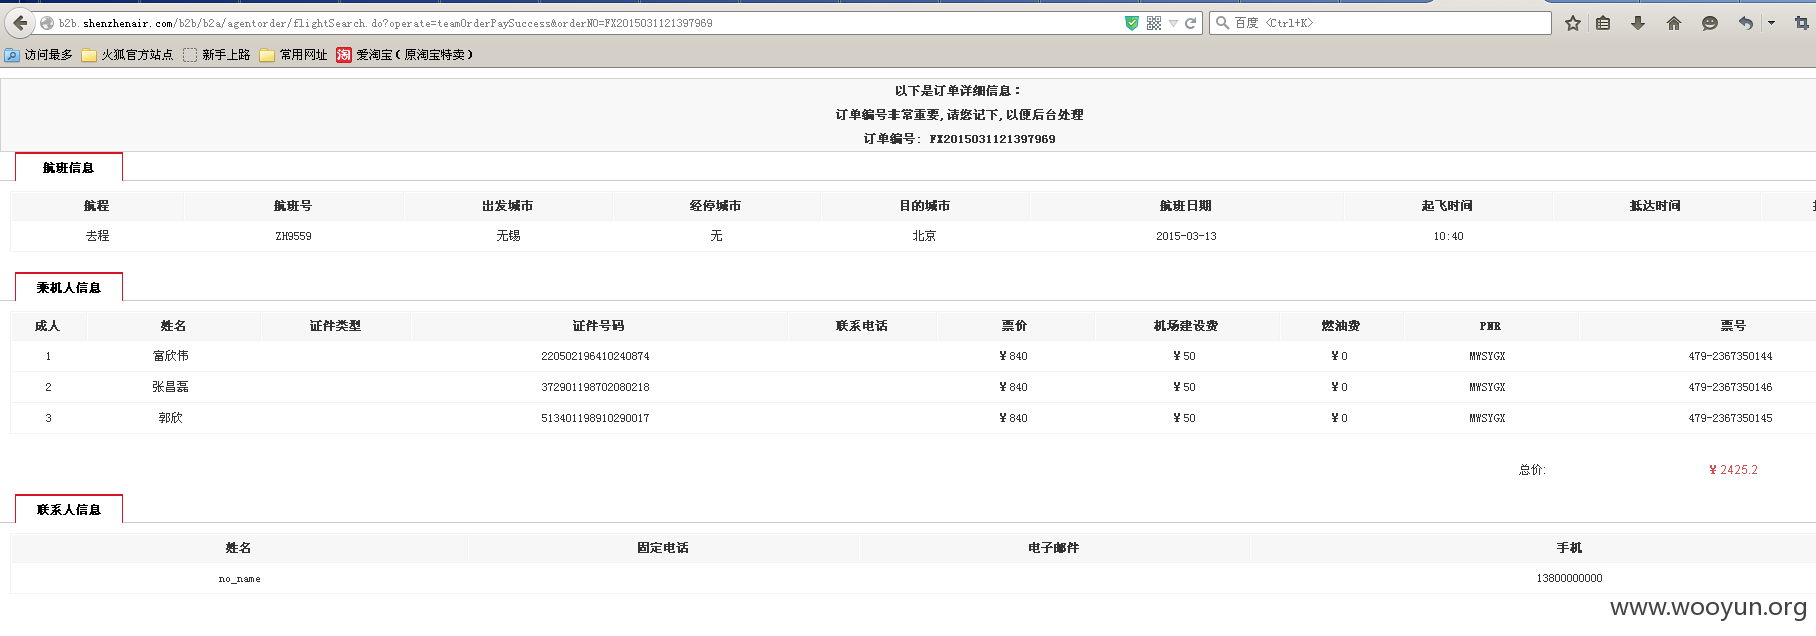 b2b.shenzhenair.com/b2b/b2a/agentorder/flightSearch.do?operate=teamOrderPaySuccess&orderNO=FX2015031121397969
百度 <Ctrl+K>
访问最多 火狐官方站点 新手上路 常用网址 淘 爱淘宝(原淘宝特卖)
以下是订单详细信息:
订单编号非常重要,请您记下,以便后台处理
订单编号: FX2015031121397969
航班信息
航程 航班号 出发城市 经停城市 目的城市 航班日期 起飞时间 抵达时间
去程 ZH9559 无锡 无 北京 2015-03-13 10:40
乘机人信息
成人 姓名 证件类型 证件号码 联系电话 票价 机场建设费 燃油费 PNR 票号
1 富欣伟 220502196410240874 ¥840 ¥50 ¥0 MWSYGX 479-2367350144
2 张昌磊 372901198702080218 ¥840 ¥50 ¥0 MWSYGX 479-2367350146
3 郭欣 513401198910290017 ¥840 ¥50 ¥0 MWSYGX 479-2367350145
总价: ¥2425.2
联系人信息
姓名 固定电话 电子邮件 手机
no_name 13800000000
www.wooyun.org